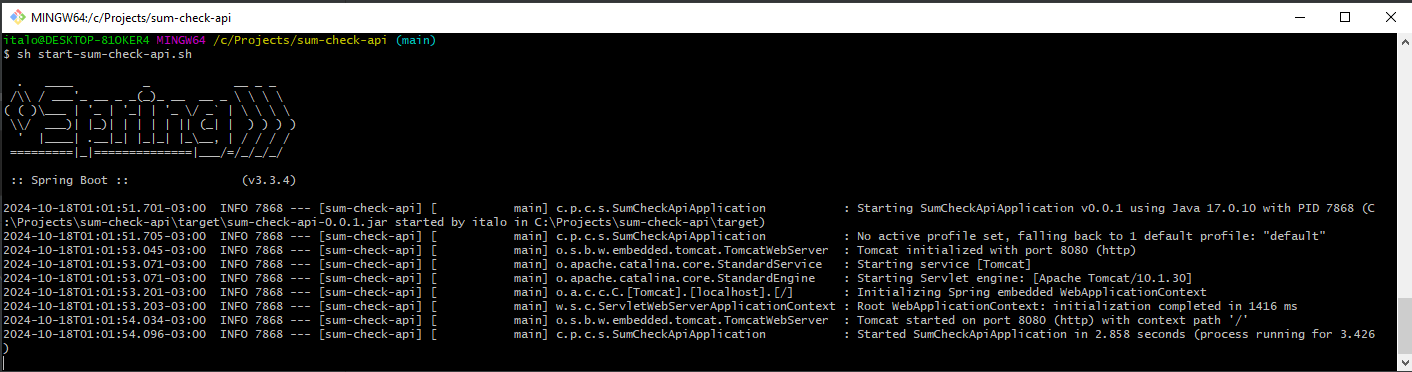 MINGW64:/c/Projects/sum-check-api
italo@DESKTOP-81OKER4 MINGW64 /c/Projects/sum-check-api (main)
$ sh start-sum-check-api.sh
  .   ____          _            __ _ _
 /\\ / ___'_ __ _ _(_)_ __  __ _ \ \ \ \
( ( )\___ | '_ | '_| | '_ \/ _` | \ \ \ \
 \\/  ___)| |_)| | | | | || (_| |  ) ) ) )
  '  |____| .__|_| |_|_| |_\__, | / / / /
 =========|_|==============|___/=/_/_/_/
 :: Spring Boot ::                (v3.3.4)
2024-10-18T01:01:51.701-03:00  INFO 7868 --- [sum-check-api] [           main] c.p.c.s.SumCheckApiApplication           : Starting SumCheckApiApplication v0.0.1 using Java 17.0.10 with PID 7868 (C
:\Projects\sum-check-api\target\sum-check-api-0.0.1.jar started by italo in C:\Projects\sum-check-api\target)
2024-10-18T01:01:51.705-03:00  INFO 7868 --- [sum-check-api] [           main] c.p.c.s.SumCheckApiApplication           : No active profile set, falling back to 1 default profile: "default"
2024-10-18T01:01:53.045-03:00  INFO 7868 --- [sum-check-api] [           main] o.s.b.w.embedded.tomcat.TomcatWebServer  : Tomcat initialized with port 8080 (http)
2024-10-18T01:01:53.071-03:00  INFO 7868 --- [sum-check-api] [           main] o.apache.catalina.core.StandardService   : Starting service [Tomcat]
2024-10-18T01:01:53.071-03:00  INFO 7868 --- [sum-check-api] [           main] o.apache.catalina.core.StandardEngine    : Starting Servlet engine: [Apache Tomcat/10.1.30]
2024-10-18T01:01:53.201-03:00  INFO 7868 --- [sum-check-api] [           main] o.a.c.c.C.[Tomcat].[localhost].[/]       : Initializing Spring embedded WebApplicationContext
2024-10-18T01:01:53.203-03:00  INFO 7868 --- [sum-check-api] [           main] w.s.c.ServletWebServerApplicationContext : Root WebApplicationContext: initialization completed in 1416 ms
2024-10-18T01:01:54.034-03:00  INFO 7868 --- [sum-check-api] [           main] o.s.b.w.embedded.tomcat.TomcatWebServer  : Tomcat started on port 8080 (http) with context path '/'
2024-10-18T01:01:54.096-03:00  INFO 7868 --- [sum-check-api] [           main] c.p.c.s.SumCheckApiApplication           : Started SumCheckApiApplication in 2.858 seconds (process running for 3.426
)